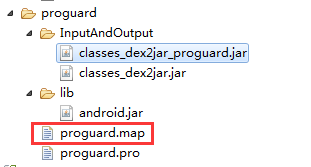 proguard
InputAndOutput
classes_dex2jar_proguard.jar
classes_dex2jar.jar
lib
android.jar
proguard.map
proguard.pro